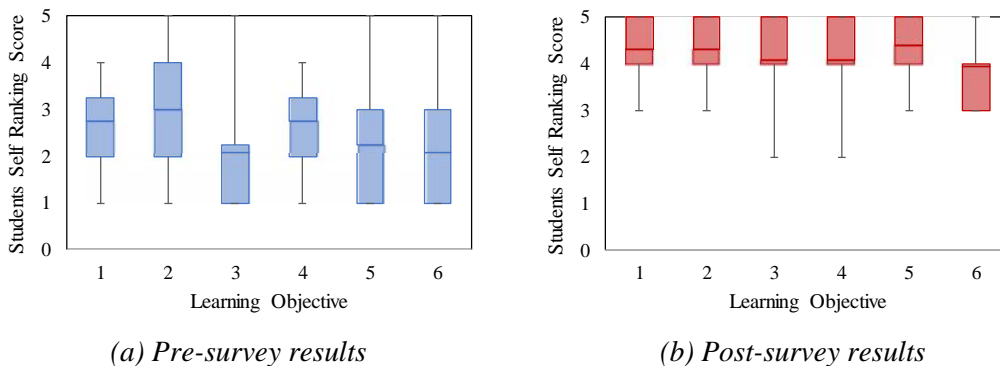 Students Self Ranking Score
5
4
3
2
1
0
1 2 3 4 5 6
Learning Objective
(a) Pre-survey results
Students Self Ranking Score
5
4
3
2
1
0
1 2 3 4 5 6
Learning Objective
(b) Post-survey results